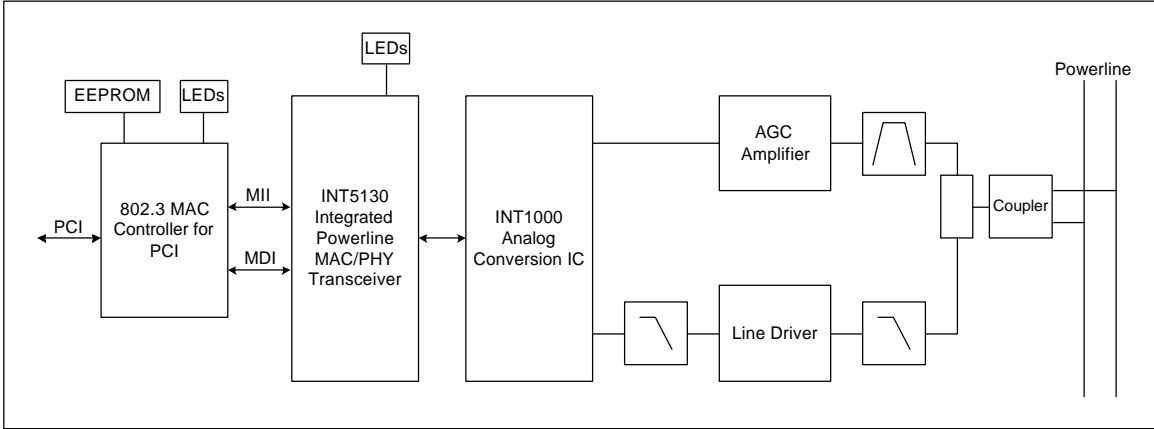 LEDs
Powerline
EEPROM
LEDs
AGC
Amplifier
802.3 MAC
Controller for
PCI
PCI
MII
MDI
INT5130
Integrated
Powerline
MAC/PHY
Transceiver
INT1000
Analog
Conversion IC
Coupler
Line Driver